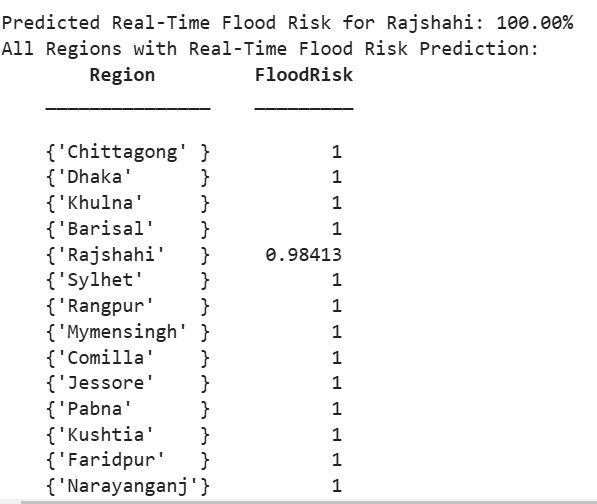 Predicted Real-Time Flood Risk for Rajshahi: 100.00%
All Regions with Real-Time Flood Risk Prediction:
Region FloodRisk
_______________ _________
{'Chittagong' } 1
{'Dhaka' } 1
{'Khulna' } 1
{'Barisal' } 1
{'Rajshahi' } 0.98413
{'Sylhet' } 1
{'Rangpur' } 1
{'Mymensingh' } 1
{'Comilla' } 1
{'Jessore' } 1
{'Pabna' } 1
{'Kushtia' } 1
{'Faridpur' } 1
{'Narayanganj'} 1